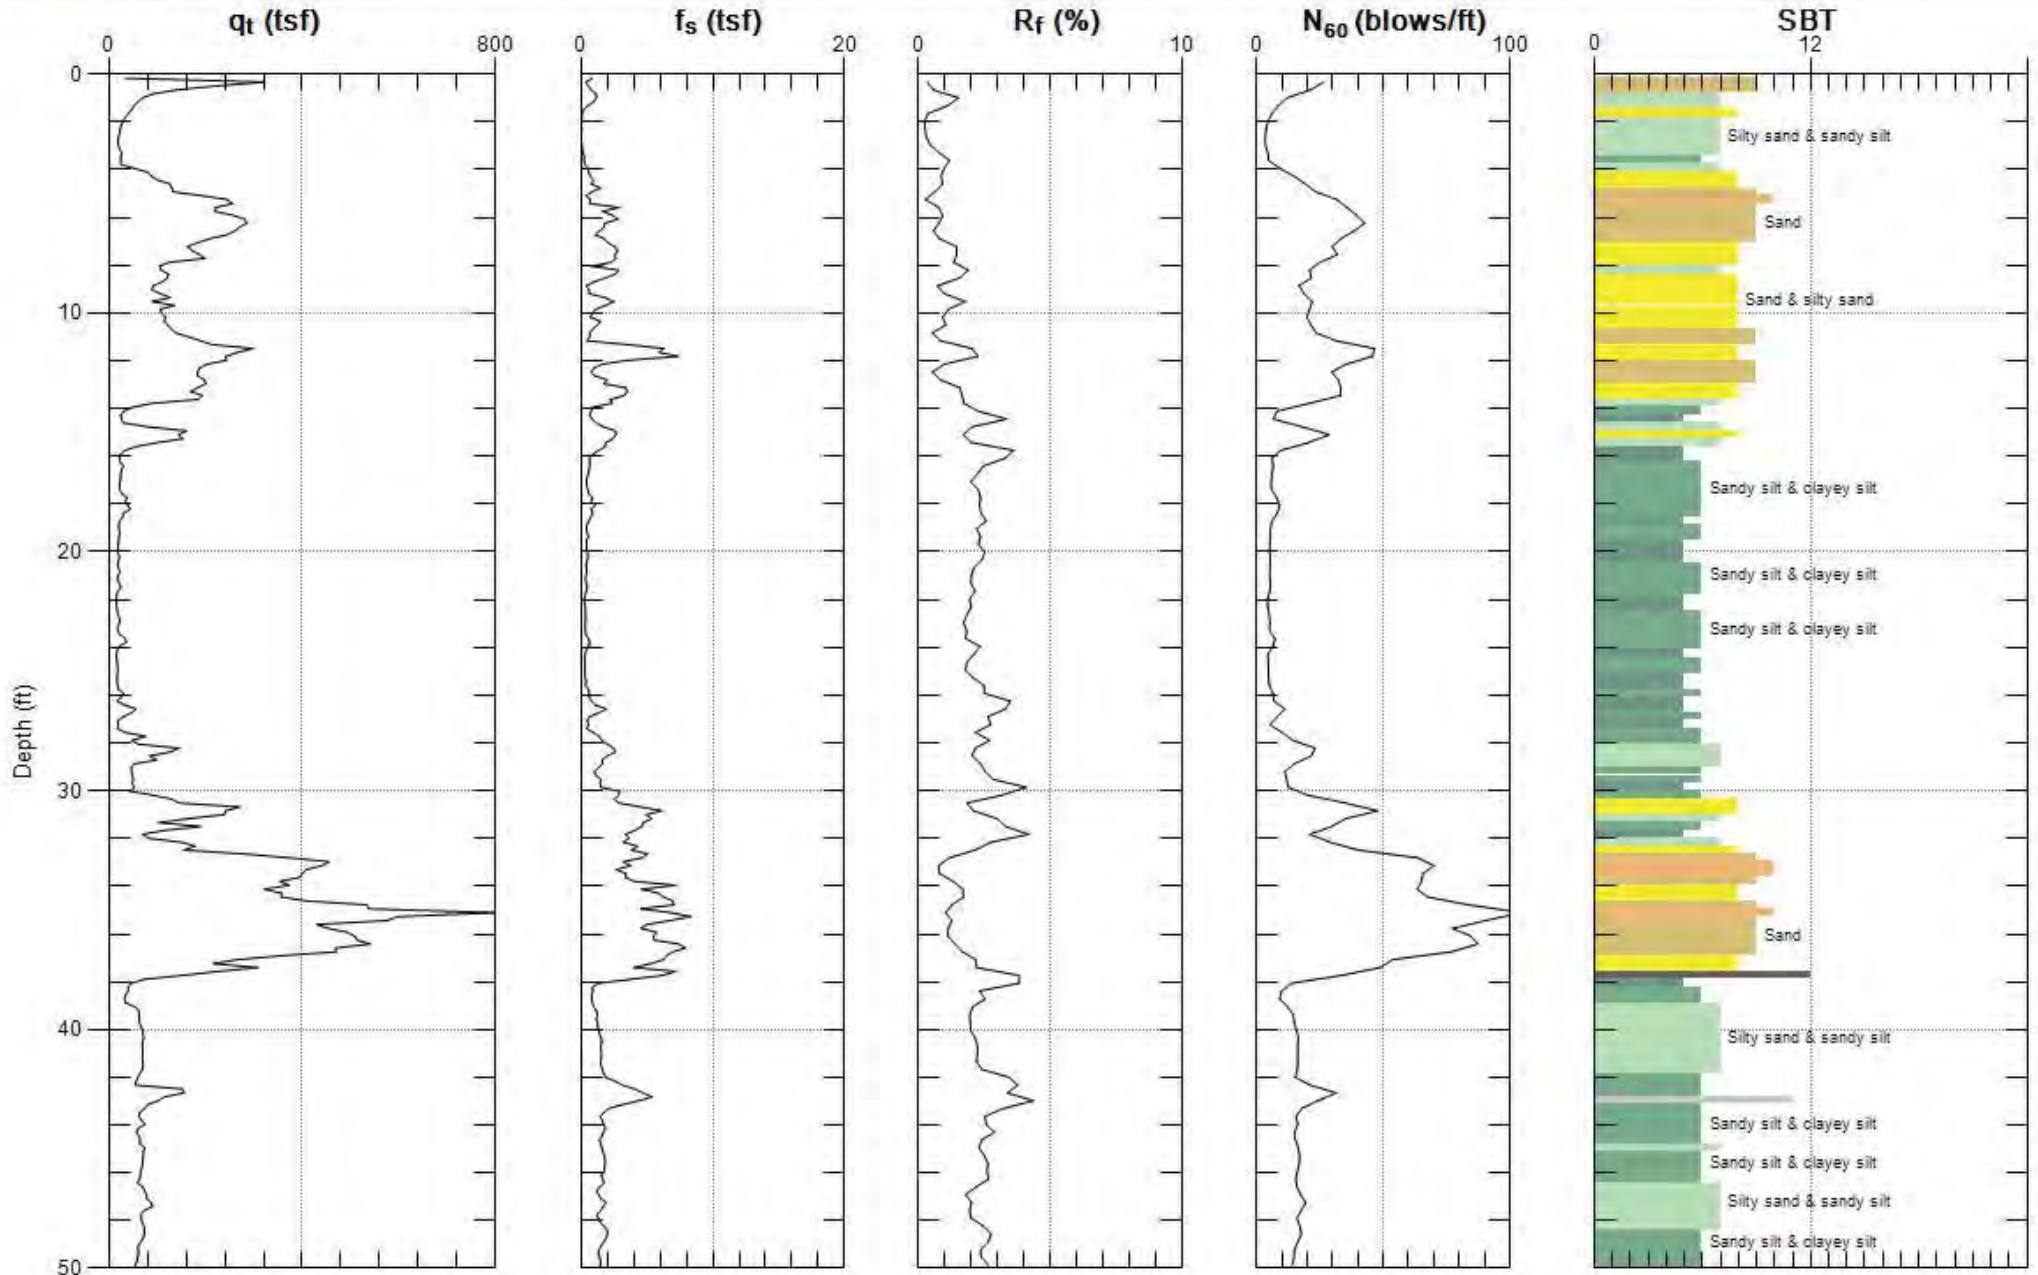 qt (tsf) fs (tsf) Rf (%) N60 (blows/ft) SBT
0 800 0 20 0 10 0 100 0 12
0
Silty sand & sandy silt
Sand
Sand & silty sand
10
Sandy silt & clayey silt
20
Sandy silt & clayey silt
Sandy silt & clayey silt
Depth (ft)
30
Sand
40
Silty sand & sandy silt
Sandy silt & clayey silt
Sandy silt & clayey silt
Silty sand & sandy silt
Sandy silt & clayey silt
50